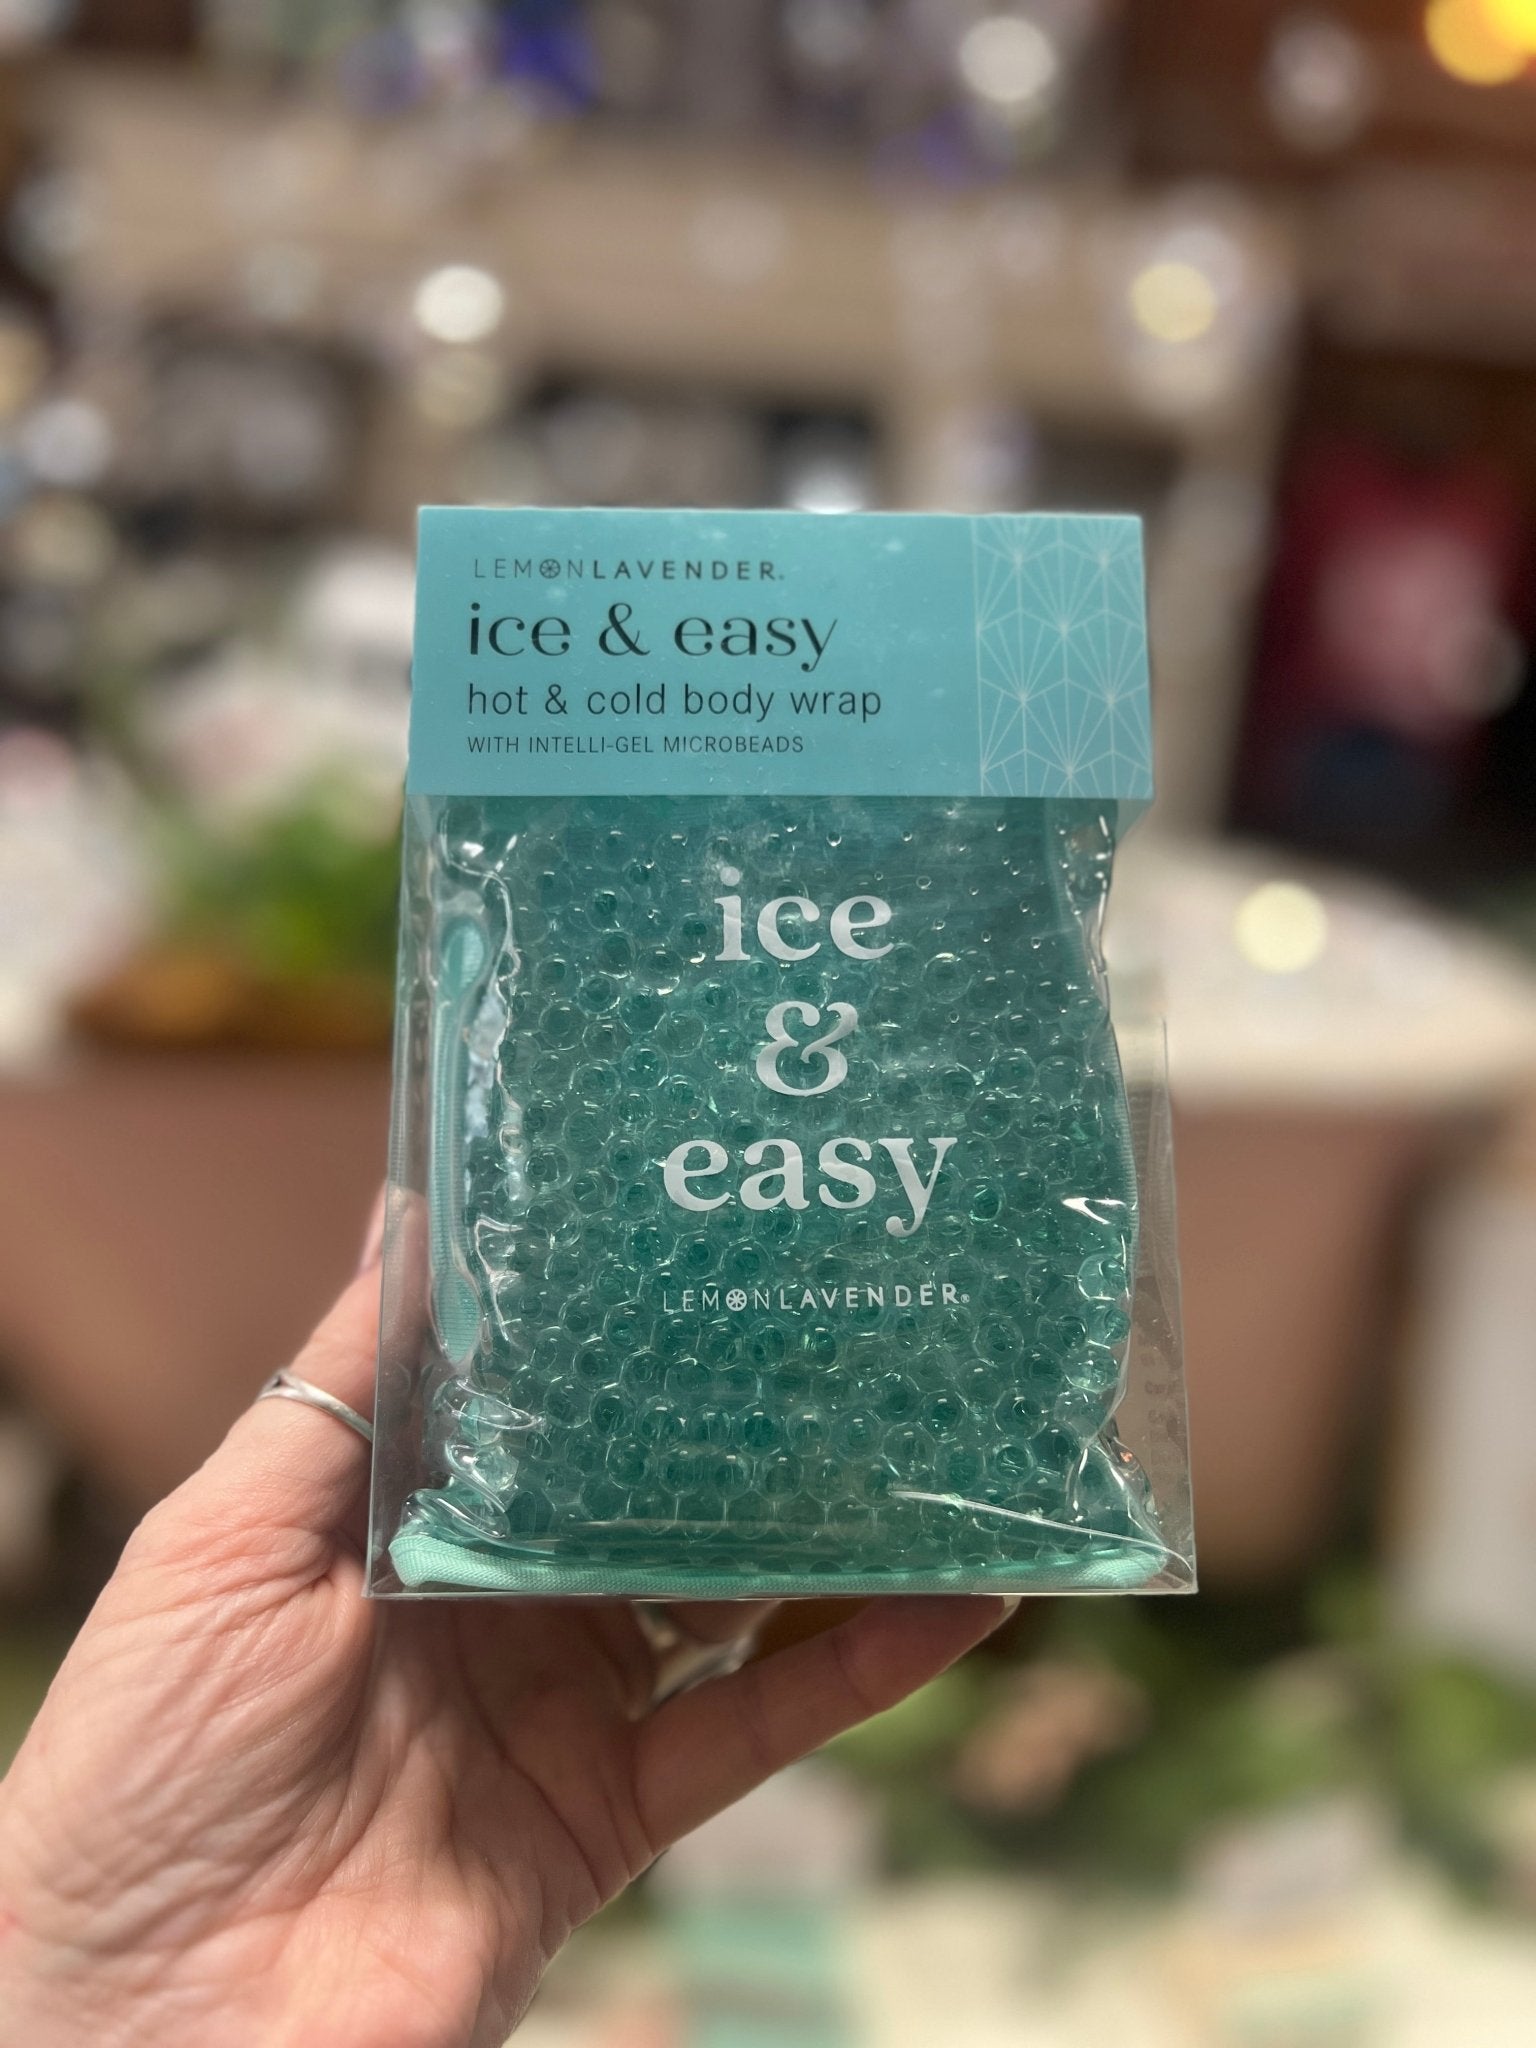 LEMONLAVENDER.
ice & easy
hot & cold body wrap
WITH INTELLI-GEL MICROBEADS
ice
&
easy
LEMONLAVENDER®